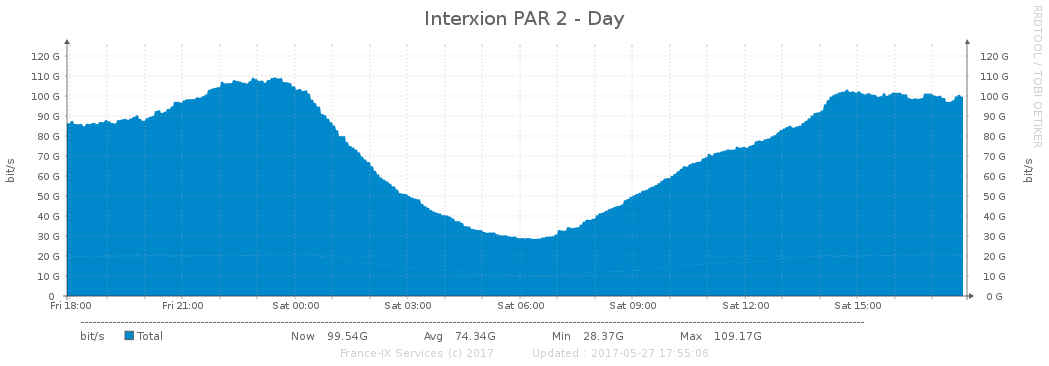 Interxion PAR 2 - Day
RRDTOOL / TOBI OETIKER
bit/s
120 G 120 G
110 G 110 G
100 G 100 G
90 G 90 G
80 G 80 G
70 G 70 G
60 G 60 G
50 G 50 G
40 G 40 G
30 G 30 G
20 G 20 G
10 G 10 G
0 0 G
bit/s
Fri 18:00 Fri 21:00 Sat 00:00 Sat 03:00 Sat 06:00 Sat 09:00 Sat 12:00 Sat 15:00
bit/s Total Now 99.54G Avg 74.34G Min 28.37G Max 109.17G
France-IX Services (c) 2017 Updated : 2017-05-27 17:55:06